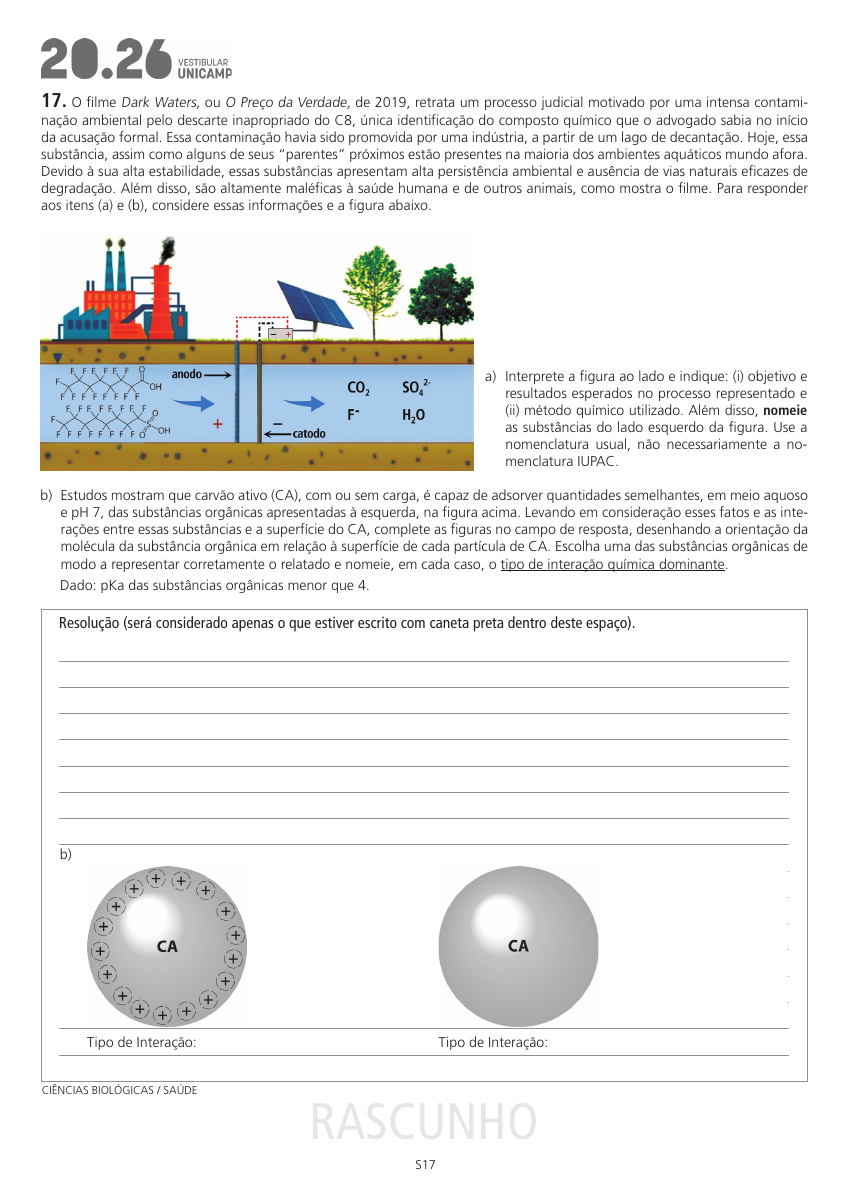 20.26 VESTIBULAR UNICAMP
17. O filme Dark Waters, ou O Preço da Verdade, de 2019, retrata um processo judicial motivado por uma intensa contami-
nação ambiental pelo descarte inapropriado do C8, única identificação do composto químico que o advogado sabia no início
da acusação formal. Essa contaminação havia sido promovida por uma indústria, a partir de um lago de decantação. Hoje, essa
substância, assim como alguns de seus “parentes” próximos estão presentes na maioria dos ambientes aquáticos mundo afora.
Devido à sua alta estabilidade, essas substâncias apresentam alta persistência ambiental e ausência de vias naturais eficazes de
degradação. Além disso, são altamente maléficas à saúde humana e de outros animais, como mostra o filme. Para responder
aos itens (a) e (b), considere essas informações e a figura abaixo.
− +
F F F F F F F O
F OH
F F F F F F F
anodo
CO₂ SO₄²⁻
F F F F F F F F O
F S OH
F F F F F F F F O
F⁻ H₂O
+ −
catodo
a) Interprete a figura ao lado e indique: (i) objetivo e
resultados esperados no processo representado e
(ii) método químico utilizado. Além disso, nomeie
as substâncias do lado esquerdo da figura. Use a
nomenclatura usual, não necessariamente a no-
menclatura IUPAC.
b) Estudos mostram que carvão ativo (CA), com ou sem carga, é capaz de adsorver quantidades semelhantes, em meio aquoso
e pH 7, das substâncias orgânicas apresentadas à esquerda, na figura acima. Levando em consideração esses fatos e as inte-
rações entre essas substâncias e a superfície do CA, complete as figuras no campo de resposta, desenhando a orientação da
molécula da substância orgânica em relação à superfície de cada partícula de CA. Escolha uma das substâncias orgânicas de
modo a representar corretamente o relatado e nomeie, em cada caso, o tipo de interação química dominante.
Dado: pKa das substâncias orgânicas menor que 4.
Resolução (será considerado apenas o que estiver escrito com caneta preta dentro deste espaço).
b)
+ + + + + + + + + + + + + + + + + +
CA CA
Tipo de Interação: Tipo de Interação:
CIÊNCIAS BIOLÓGICAS / SAÚDE
RASCUNHO
S17